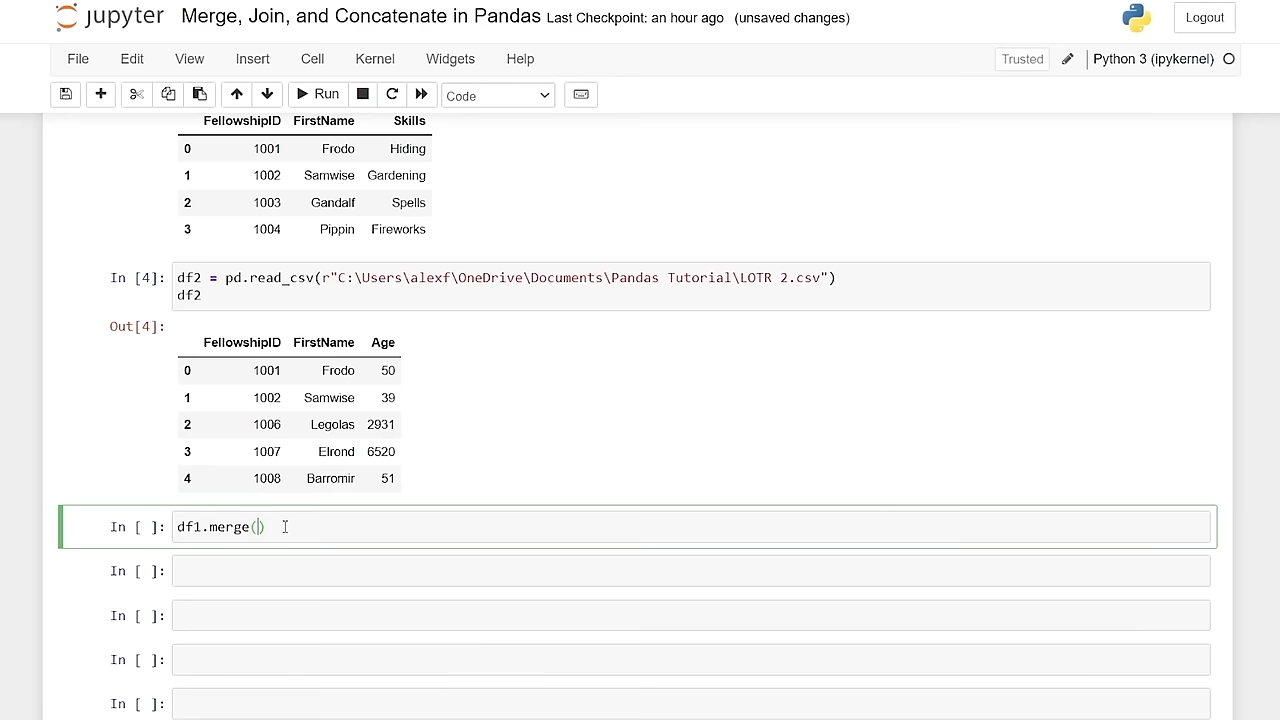 jupyter Merge, Join, and Concatenate in Pandas Last Checkpoint: an hour ago (unsaved changes) Logout
File Edit View Insert Cell Kernel Widgets Help Trusted Python 3 (ipykernel)
Run Code
FellowshipID FirstName Skills
0 1001 Frodo Hiding
1 1002 Samwise Gardening
2 1003 Gandalf Spells
3 1004 Pippin Fireworks
In [4]: df2 = pd.read_csv(r"C:\Users\alexf\OneDrive\Documents\Pandas Tutorial\LOTR 2.csv")
df2
Out[4]:
FellowshipID FirstName Age
0 1001 Frodo 50
1 1002 Samwise 39
2 1006 Legolas 2931
3 1007 Elrond 6520
4 1008 Barromir 51
In [ ]: df1.merge()
In [ ]:
In [ ]:
In [ ]:
In [ ]: